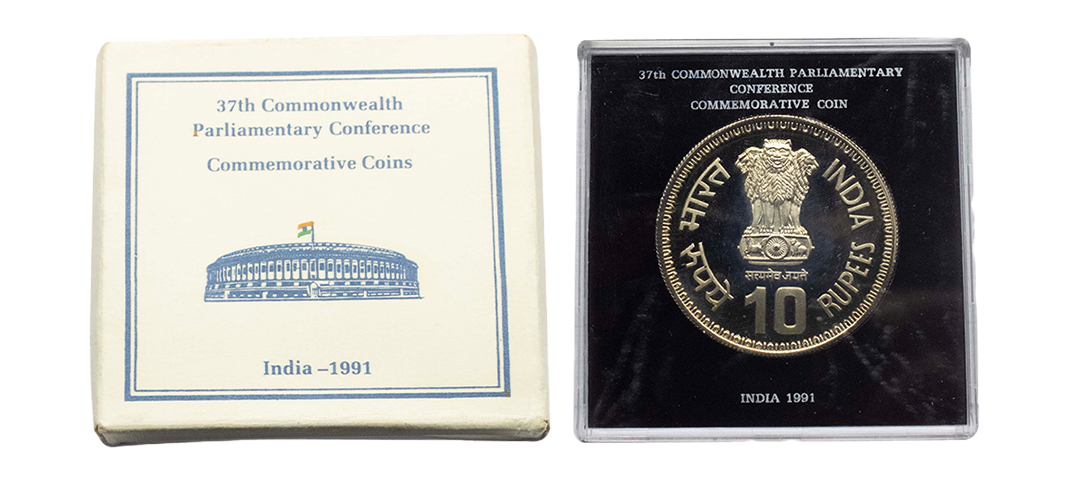 37th Commonwealth
Parliamentary Conference
Commemorative Coins
India –1991
37th COMMONWEALTH PARLIAMENTARY
CONFERENCE
COMMEMORATIVE COIN
भारत
INDIA
रुपये
RUPEES
सत्यमेव जयते
10
INDIA 1991